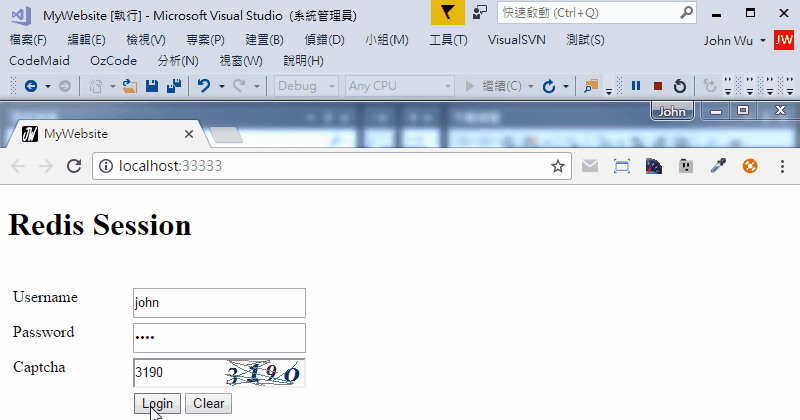 MyWebsite [執行] - Microsoft Visual Studio (系統管理員)
快速啟動 (Ctrl+Q)
檔案(F) 編輯(E) 檢視(V) 專案(P) 建置(B) 偵錯(D) 小組(M) 工具(T) VisualSVN 測試(S)
John Wu
JW
CodeMaid OzCode 分析(N) 視窗(W) 說明(H)
Debug Any CPU 繼續(C)
John
MyWebsite
localhost:33333
Redis Session
Username john
Password ••••
Captcha 3190 3190
Login Clear